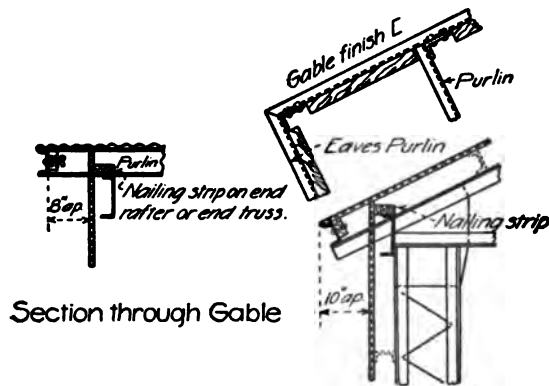 Gable finish [
Purlin
Eaves Purlin
Purlin
Nailing strip on end
rafter or end truss.
8" ap.
Nailing strip
10" ap.
Section through Gable